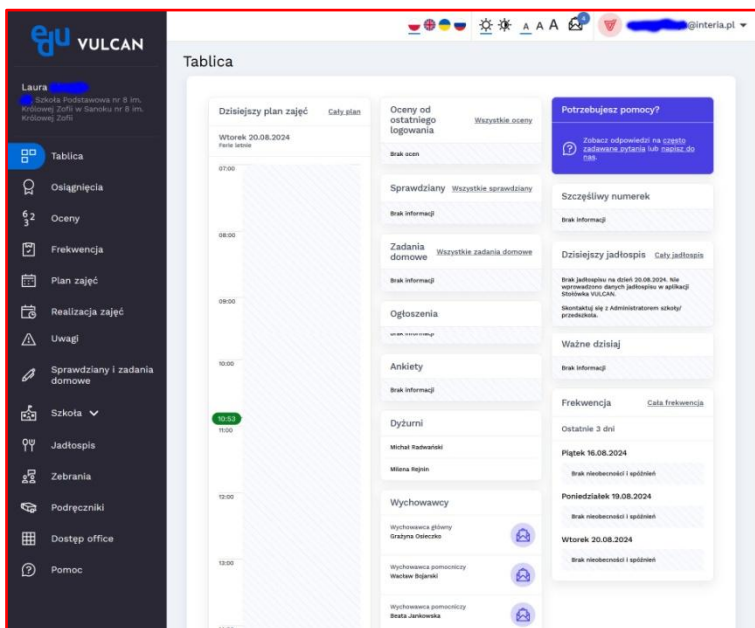 edu VULCAN
A A A
4
@interia.pl
Laura
Szkoła Podstawowa nr 8 im.
Królowej Zofii w Sanoku nr 8 im.
Królowej Zofii
Tablica
Osiągnięcia
6 2 3 Oceny
Frekwencja
Plan zajęć
Realizacja zajęć
Uwagi
Sprawdziany i zadania
domowe
Szkoła
Jadłospis
Zebrania
Podręczniki
Dostęp office
Pomoc
Tablica
Dzisiejszy plan zajęć Cały plan
Wtorek 20.08.2024
Ferie letnie
07:00
08:00
09:00
10:00
10:53
11:00
12:00
13:00
Oceny od
ostatniego
logowania
Wszystkie oceny
Brak ocen
Sprawdziany Wszystkie sprawdziany
Brak informacji
Zadania
domowe
Wszystkie zadania domowe
Brak informacji
Ogłoszenia
Brak informacji
Ankiety
Brak informacji
Dyżurni
Michał Radwański
Milena Rejnin
Wychowawcy
Wychowawca główny
Grażyna Osieczko
Wychowawca pomocniczy
Wacław Bojarski
Wychowawca pomocniczy
Beata Jankowska
Potrzebujesz pomocy?
Zobacz odpowiedzi na często
zadawane pytania lub napisz do
nas.
Szczęśliwy numerek
Brak informacji
Dzisiejszy jadłospis Cały jadłospis
Brak jadłospisu na dzień 20.08.2024. Nie
wprowadzono danych jadłospisu w aplikacji
Stołówka VULCAN.
Skontaktuj się z Administratorem szkoły/
przedszkola.
Ważne dzisiaj
Brak informacji
Frekwencja Cała frekwencja
Ostatnie 3 dni
Piątek 16.08.2024
Brak nieobecności i spóźnień
Poniedziałek 19.08.2024
Brak nieobecności i spóźnień
Wtorek 20.08.2024
Brak nieobecności i spóźnień